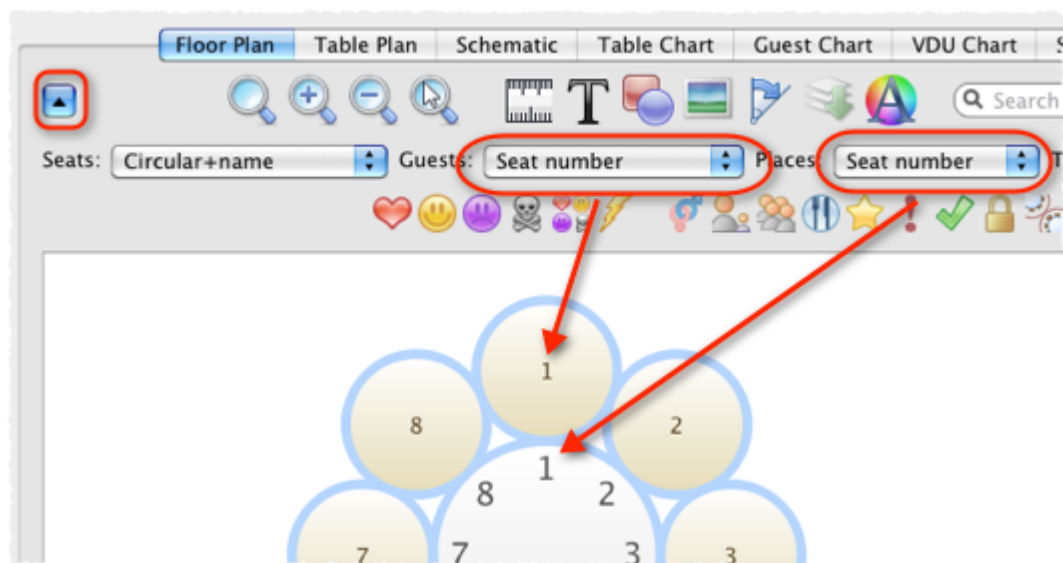 Floor Plan Table Plan Schematic Table Chart Guest Chart VDU Chart
T A Search
Seats: Circular+name Guests: Seat number Places: Seat number T
1
8 2
1
8 2
7 7 3 3